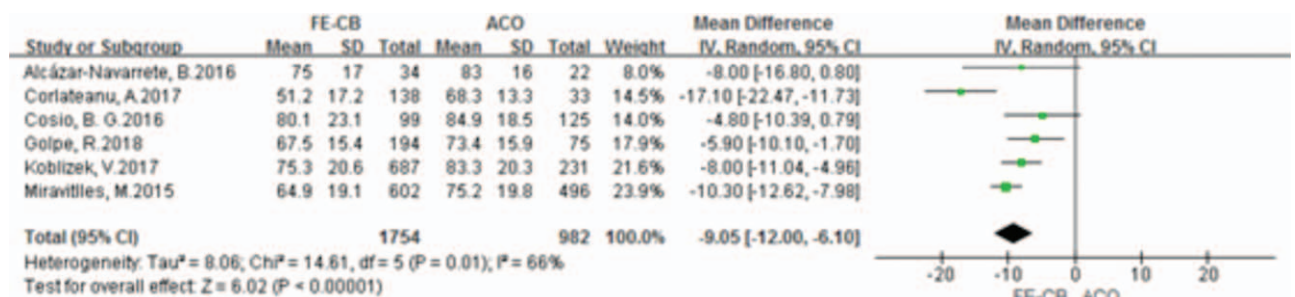 FE-CB ACO Mean Difference Mean Difference
Study or Subgroup Mean SD Total Mean SD Total Weight IV, Random, 95% CI IV, Random, 95% CI
Alcázar-Navarrete, B.2016 75 17 34 83 16 22 8.0% -8.00 [-16.80, 0.80]
Corlateanu, A.2017 51.2 17.2 138 68.3 13.3 33 14.5% -17.10 [-22.47, -11.73]
Cosio, B. G.2016 80.1 23.1 99 84.9 18.5 125 14.0% -4.80 [-10.39, 0.79]
Golpe, R.2018 67.5 15.4 194 73.4 15.9 75 17.9% -5.90 [-10.10, -1.70]
Koblizek, V.2017 75.3 20.6 687 83.3 20.3 231 21.6% -8.00 [-11.04, -4.96]
Miravitlles, M.2015 64.9 19.1 602 75.2 19.8 496 23.9% -10.30 [-12.62, -7.98]
Total (95% CI) 1754 982 100.0% -9.05 [-12.00, -6.10]
Heterogeneity: Tau² = 8.06; Chi² = 14.61, df = 5 (P = 0.01); I² = 66%
Test for overall effect: Z = 6.02 (P < 0.00001)
-20 -10 0 10 20
FE-CB ACO